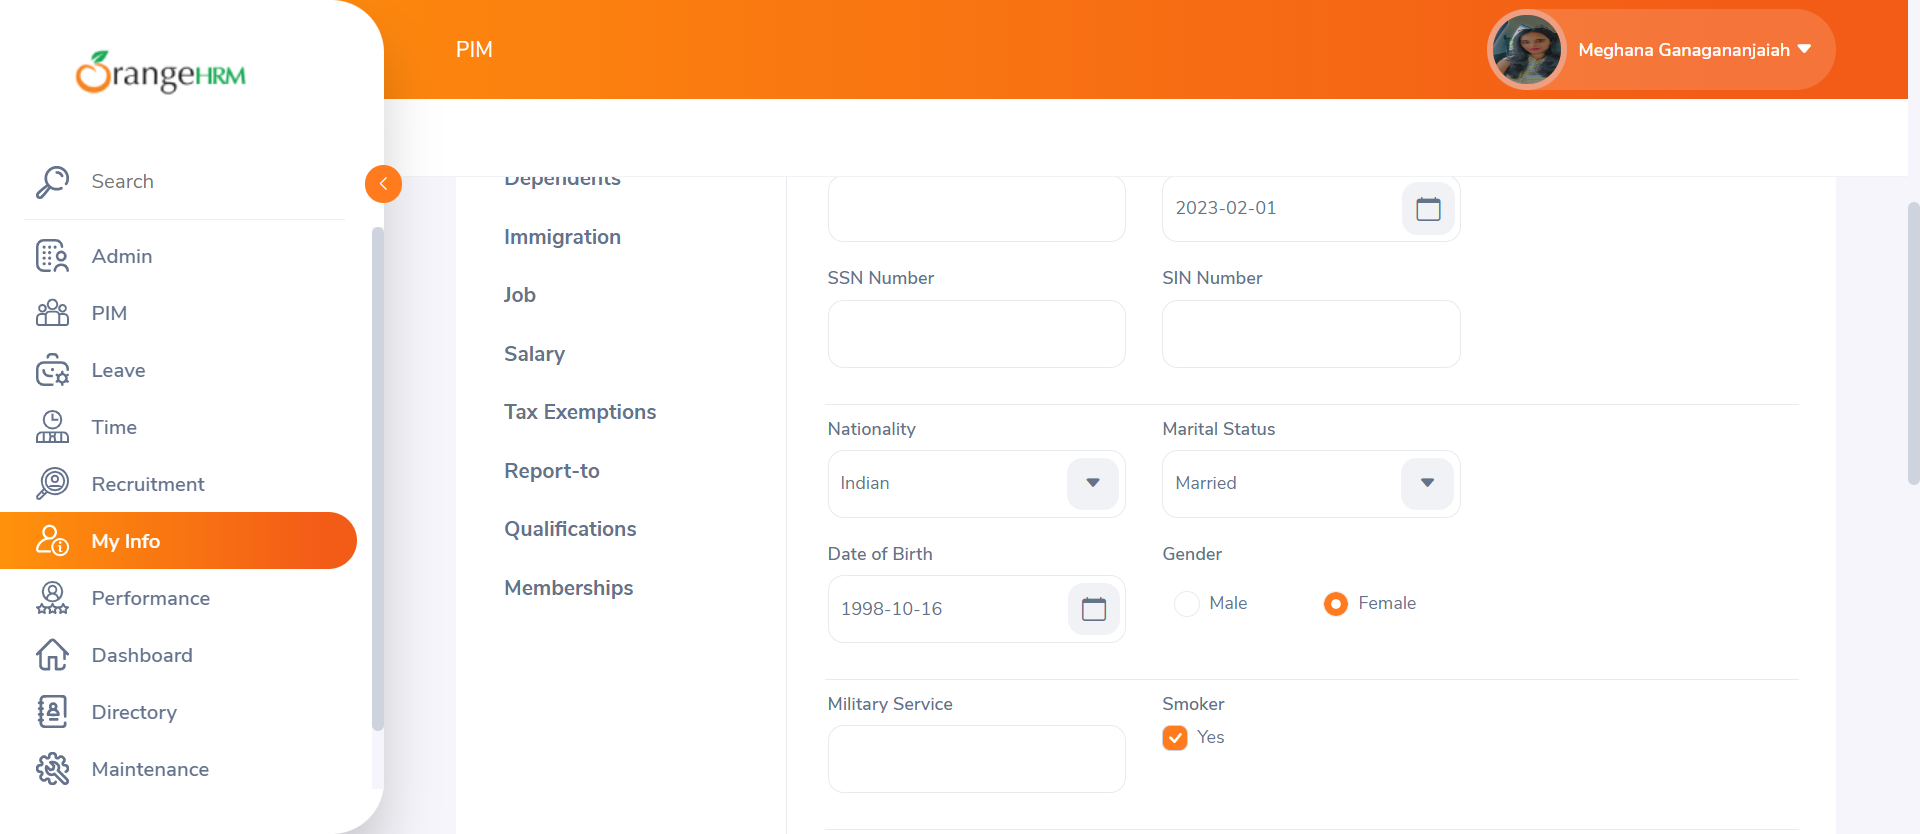 OrangeHRM
PIM
Meghana Ganagananjaiah
Search
Admin
PIM
Leave
Time
Recruitment
My Info
Performance
Dashboard
Directory
Maintenance
Dependents
Immigration
Job
Salary
Tax Exemptions
Report-to
Qualifications
Memberships
2023-02-01
SSN Number
SIN Number
Nationality
Marital Status
Indian
Married
Date of Birth
Gender
1998-10-16
Male
Female
Military Service
Smoker
Yes